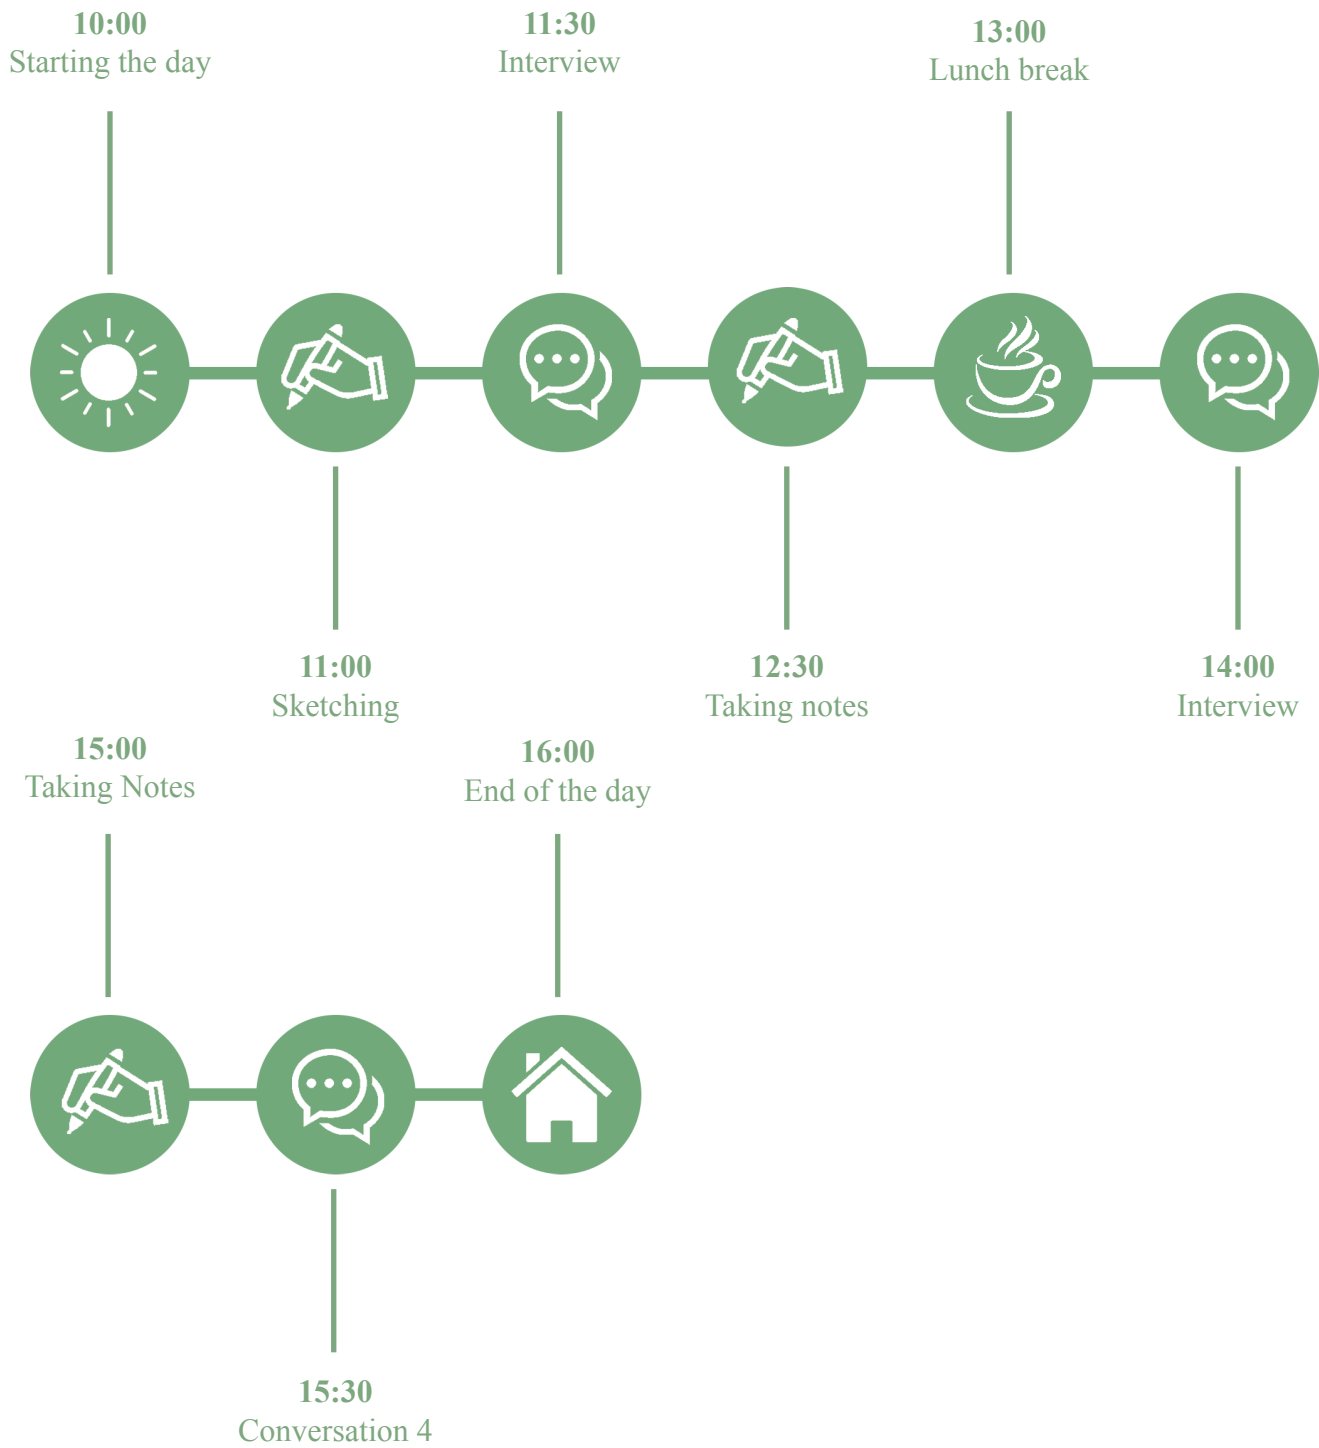 10:00
Starting the day
11:00
Sketching
11:30
Interview
12:30
Taking notes
13:00
Lunch break
14:00
Interview
15:00
Taking Notes
15:30
Conversation 4
16:00
End of the day